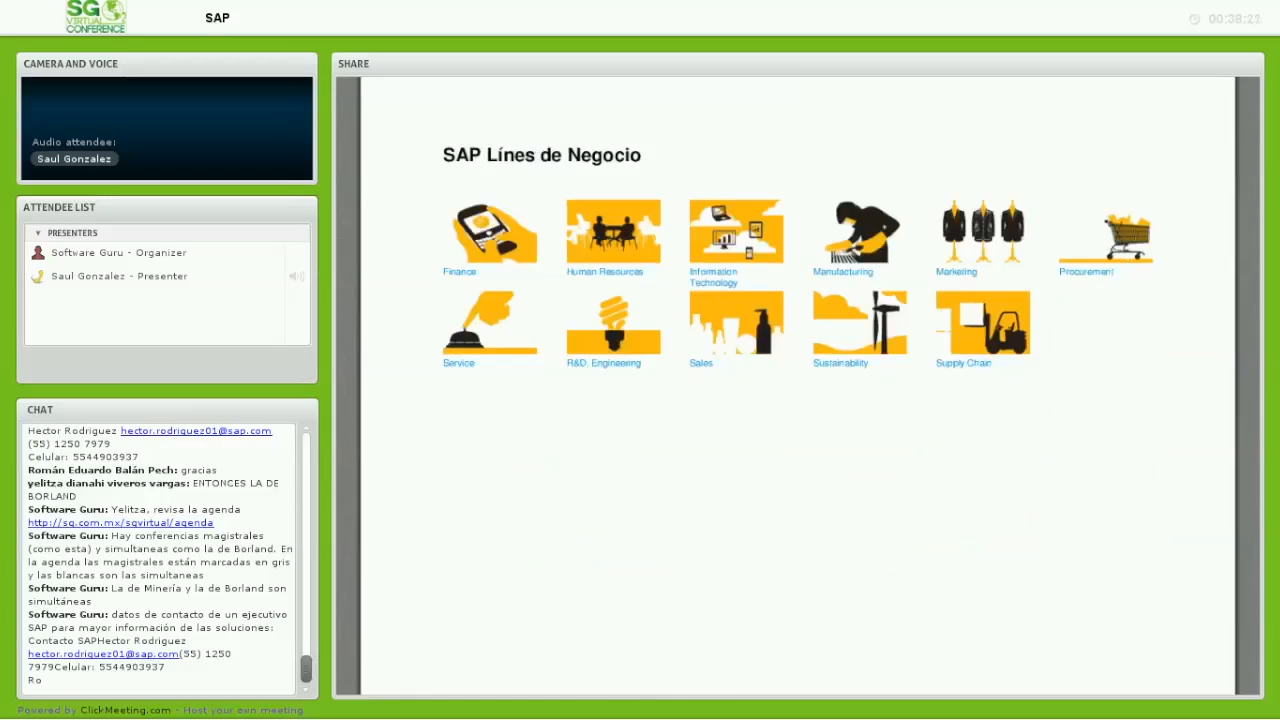 SG
VIRTUAL
CONFERENCE
SAP
00:38:22
CAMERA AND VOICE
Audio attendee:
Saul Gonzalez
ATTENDEE LIST
PRESENTERS
Software Guru - Organizer
Saul Gonzalez - Presenter
CHAT
Hector Rodriguez hector.rodriguez01@sap.com
(55) 1250 7979
Celular: 5544903937
Román Eduardo Balán Pech: gracias
yelitza dianahi viveros vargas: ENTONCES LA DE
BORLAND
Software Guru: Yelitza, revisa la agenda
http://sg.com.mx/sgvirtual/agenda
Software Guru: Hay conferencias magistrales
(como esta) y simultaneas como la de Borland. En
la agenda las magistrales están marcadas en gris
y las blancas son las simultaneas
Software Guru: La de Minería y la de Borland son
simultáneas
Software Guru: datos de contacto de un ejecutivo
SAP para mayor información de las soluciones:
Contacto SAPHector Rodriguez
hector.rodriguez01@sap.com(55) 1250
7979Celular: 5544903937
Ro
Powered by ClickMeeting.com - Host your own meeting
SHARE
SAP Línes de Negocio
Finance
Human Resources
Information
Technology
Manufacturing
Marketing
Procurement
Service
R&D, Engineering
Sales
Sustainability
Supply Chain